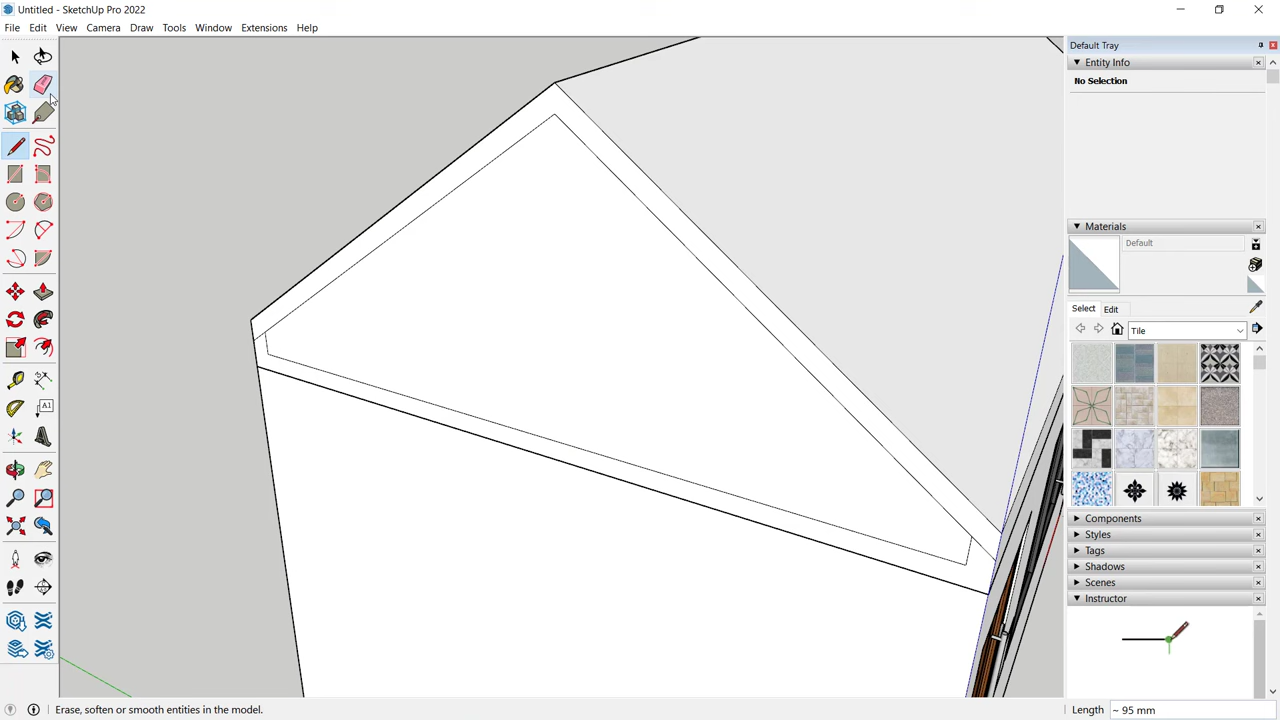 Untitled - SketchUp Pro 2022
File Edit View Camera Draw Tools Window Extensions Help
Default Tray
Entity Info
No Selection
Materials
Default
Select Edit
Tile
A1
Components
Styles
Tags
Shadows
Scenes
Instructor
Erase, soften or smooth entities in the model.
Length ~ 95 mm